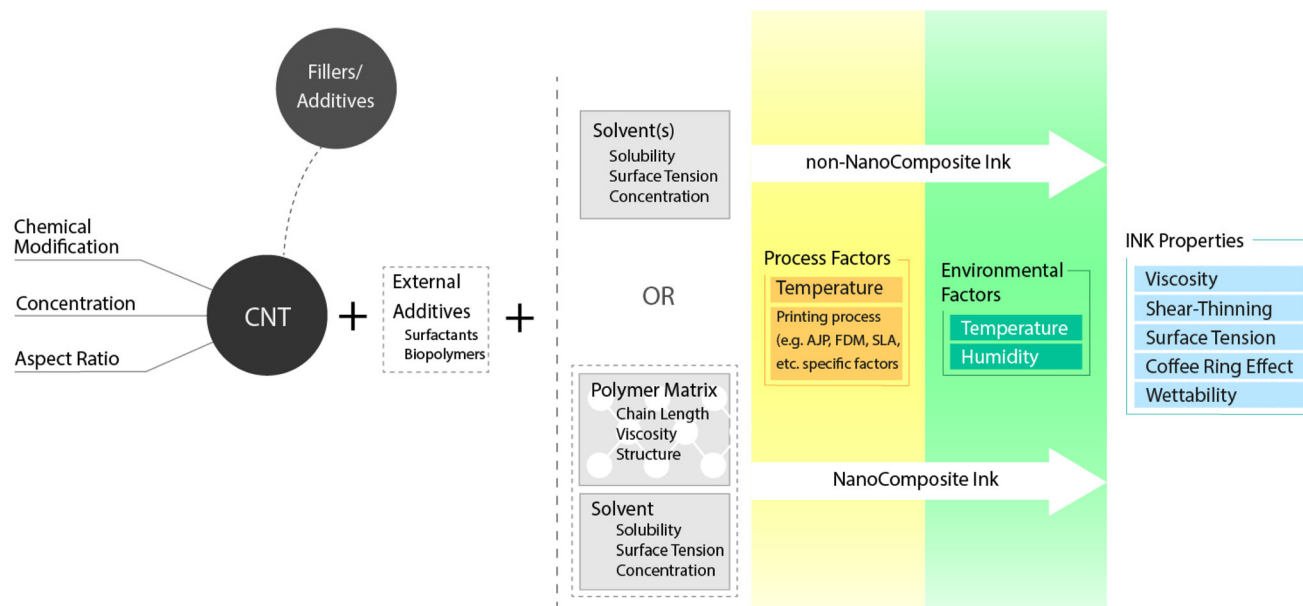 Fillers/
Additives
Chemical
Modification
Concentration
Aspect Ratio
CNT
+
External
Additives
Surfactants
Biopolymers
+
Solvent(s)
Solubility
Surface Tension
Concentration
OR
Polymer Matrix
Chain Length
Viscosity
Structure
Solvent
Solubility
Surface Tension
Concentration
non-NanoComposite Ink
Process Factors
Temperature
Printing process
(e.g. AJP, FDM, SLA,
etc. specific factors
Environmental
Factors
Temperature
Humidity
NanoComposite Ink
INK Properties
Viscosity
Shear-Thinning
Surface Tension
Coffee Ring Effect
Wettability